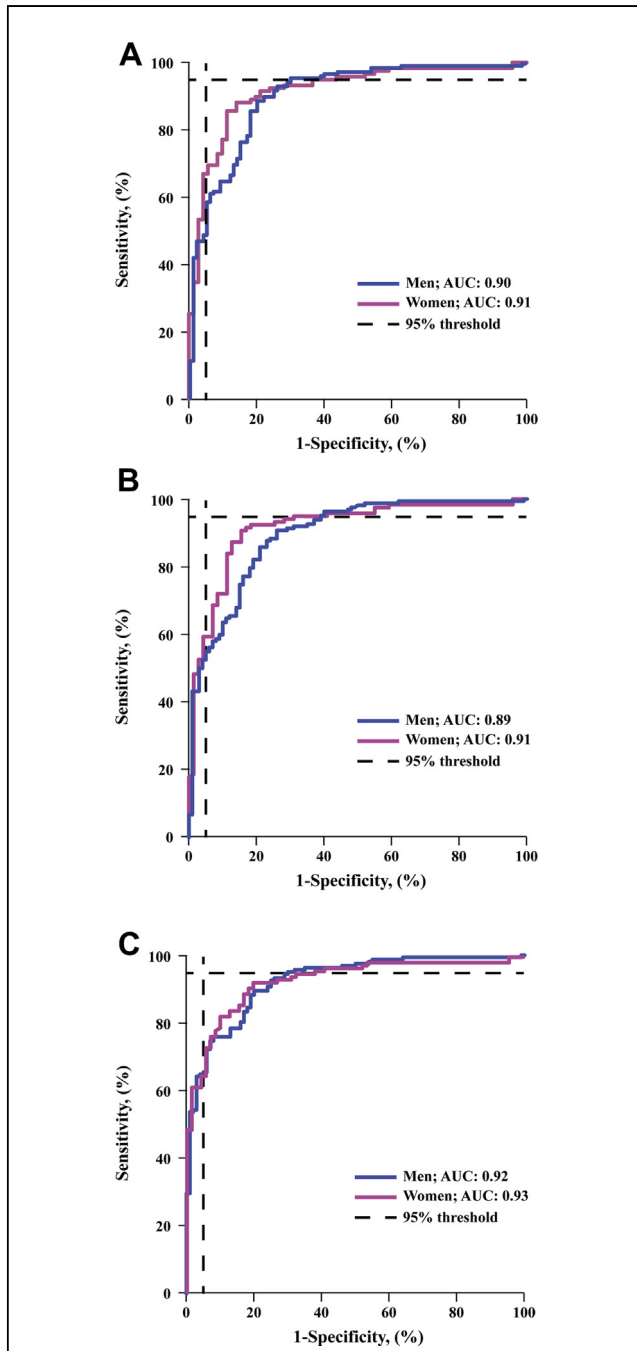 A
100
80
60
40
20
0
Sensitivity, (%)
Men; AUC: 0.90
Women; AUC: 0.91
95% threshold
0 20 40 60 80 100
1-Specificity, (%)
B
100
80
60
40
20
0
Sensitivity, (%)
Men; AUC: 0.89
Women; AUC: 0.91
95% threshold
0 20 40 60 80 100
1-Specificity, (%)
C
100
80
60
40
20
0
Sensitivity, (%)
Men; AUC: 0.92
Women; AUC: 0.93
95% threshold
0 20 40 60 80 100
1-Specificity, (%)